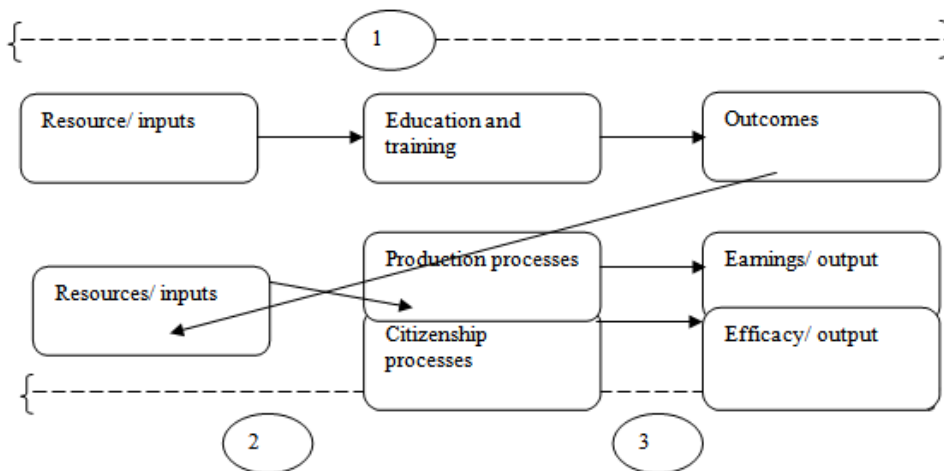 1
Resource/ inputs
Education and
training
Outcomes
Production processes
Earnings/ output
Resources/ inputs
Citizenship
processes
Efficacy/ output
2
3